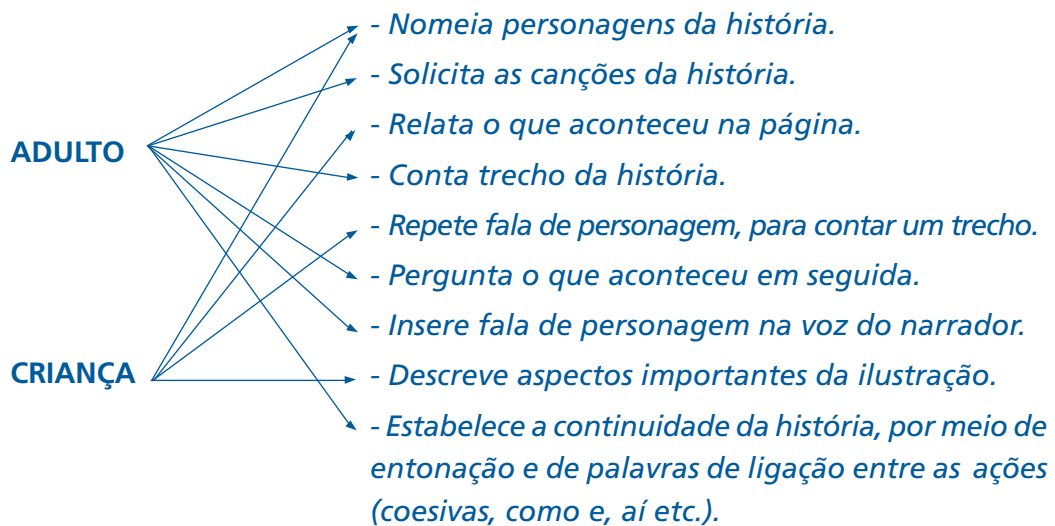 - Nomeia personagens da história.
- Solicita as canções da história.
- Relata o que aconteceu na página.
ADULTO
- Conta trecho da história.
- Repete fala de personagem, para contar um trecho.
- Pergunta o que aconteceu em seguida.
- Insere fala de personagem na voz do narrador.
CRIANÇA
- Descreve aspectos importantes da ilustração.
- Estabelece a continuidade da história, por meio de
entonação e de palavras de ligação entre as ações
(coesivas, como e, aí etc.).